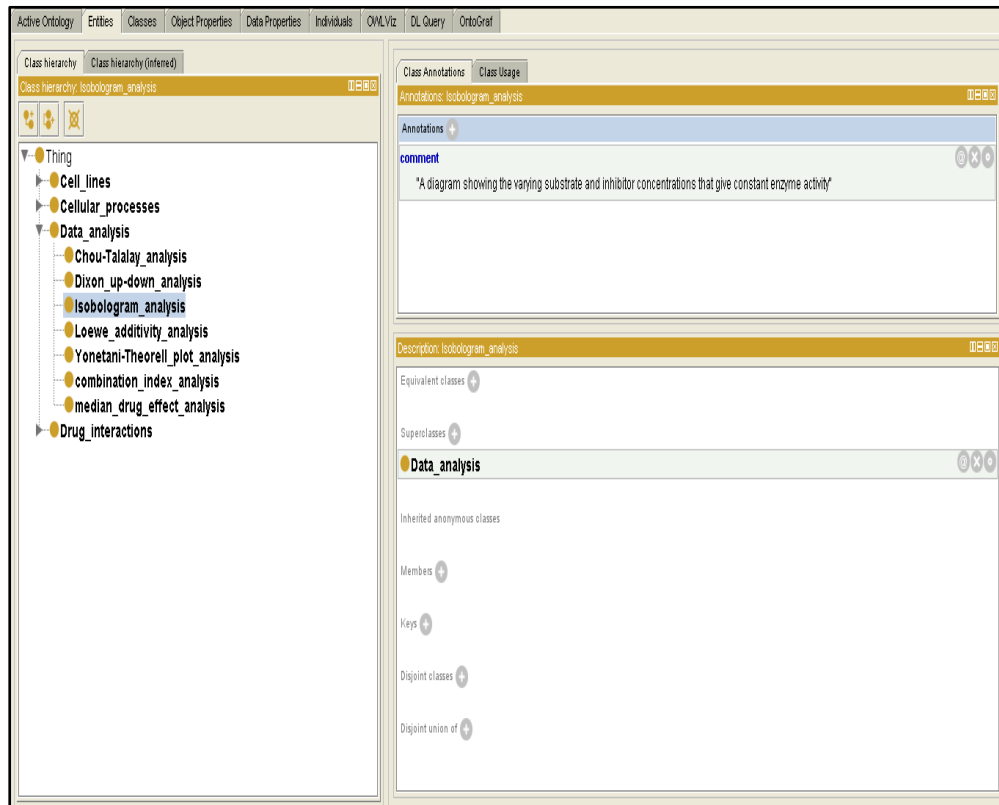 Active Ontology Entities Classes Object Properties Data Properties Individuals OWLViz DL Query OntoGraf
Class hierarchy Class hierarchy (inferred)
Class hierarchy: Isobologram_analysis
Thing
Cell_lines
Cellular_processes
Data_analysis
Chou-Talalay_analysis
Dixon_up-down_analysis
Isobologram_analysis
Loewe_additivity_analysis
Yonetani-Theorell_plot_analysis
combination_index_analysis
median_drug_effect_analysis
Drug_interactions
Class Annotations Class Usage
Annotations: Isobologram_analysis
Annotations
comment
"A diagram showing the varying substrate and inhibitor concentrations that give constant enzyme activity"
Description: Isobologram_analysis
Equivalent classes
Superclasses
Data_analysis
Inherited anonymous classes
Members
Keys
Disjoint classes
Disjoint union of